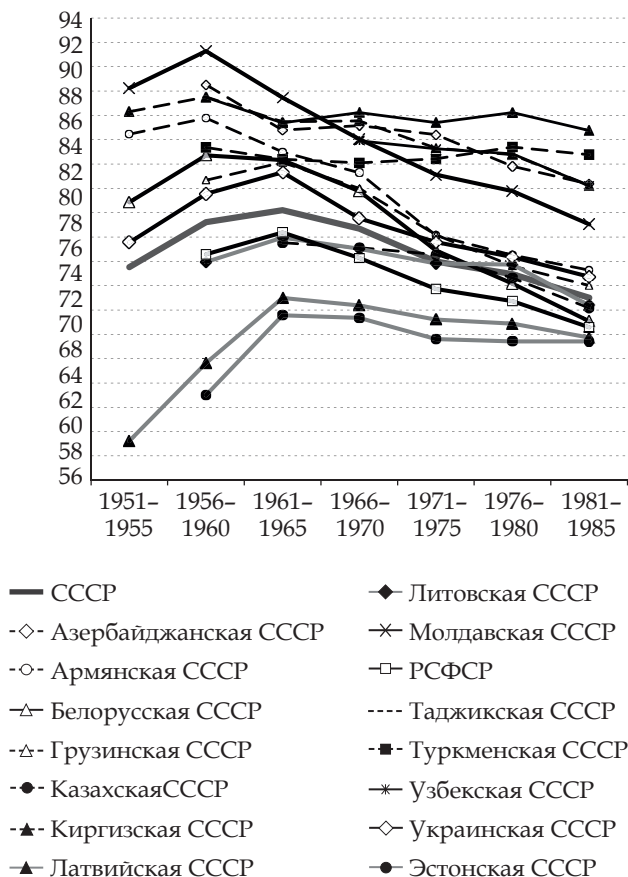 94
92
90
88
86
84
82
80
78
76
74
72
70
68
64
62
60
58
56
1951–
1955
1956–
1960
1961–
1965
1966–
1970
1971–
1975
1976–
1980
1981–
1985
СССР
Азербайджанская СССР
Армянская СССР
Белорусская СССР
Грузинская СССР
КазахскаяСССР
Киргизская СССР
Латвийская СССР
Литовская СССР
Молдавская СССР
РСФСР
Таджикская СССР
Туркменская СССР
Узбекская СССР
Украинская СССР
Эстонская СССР